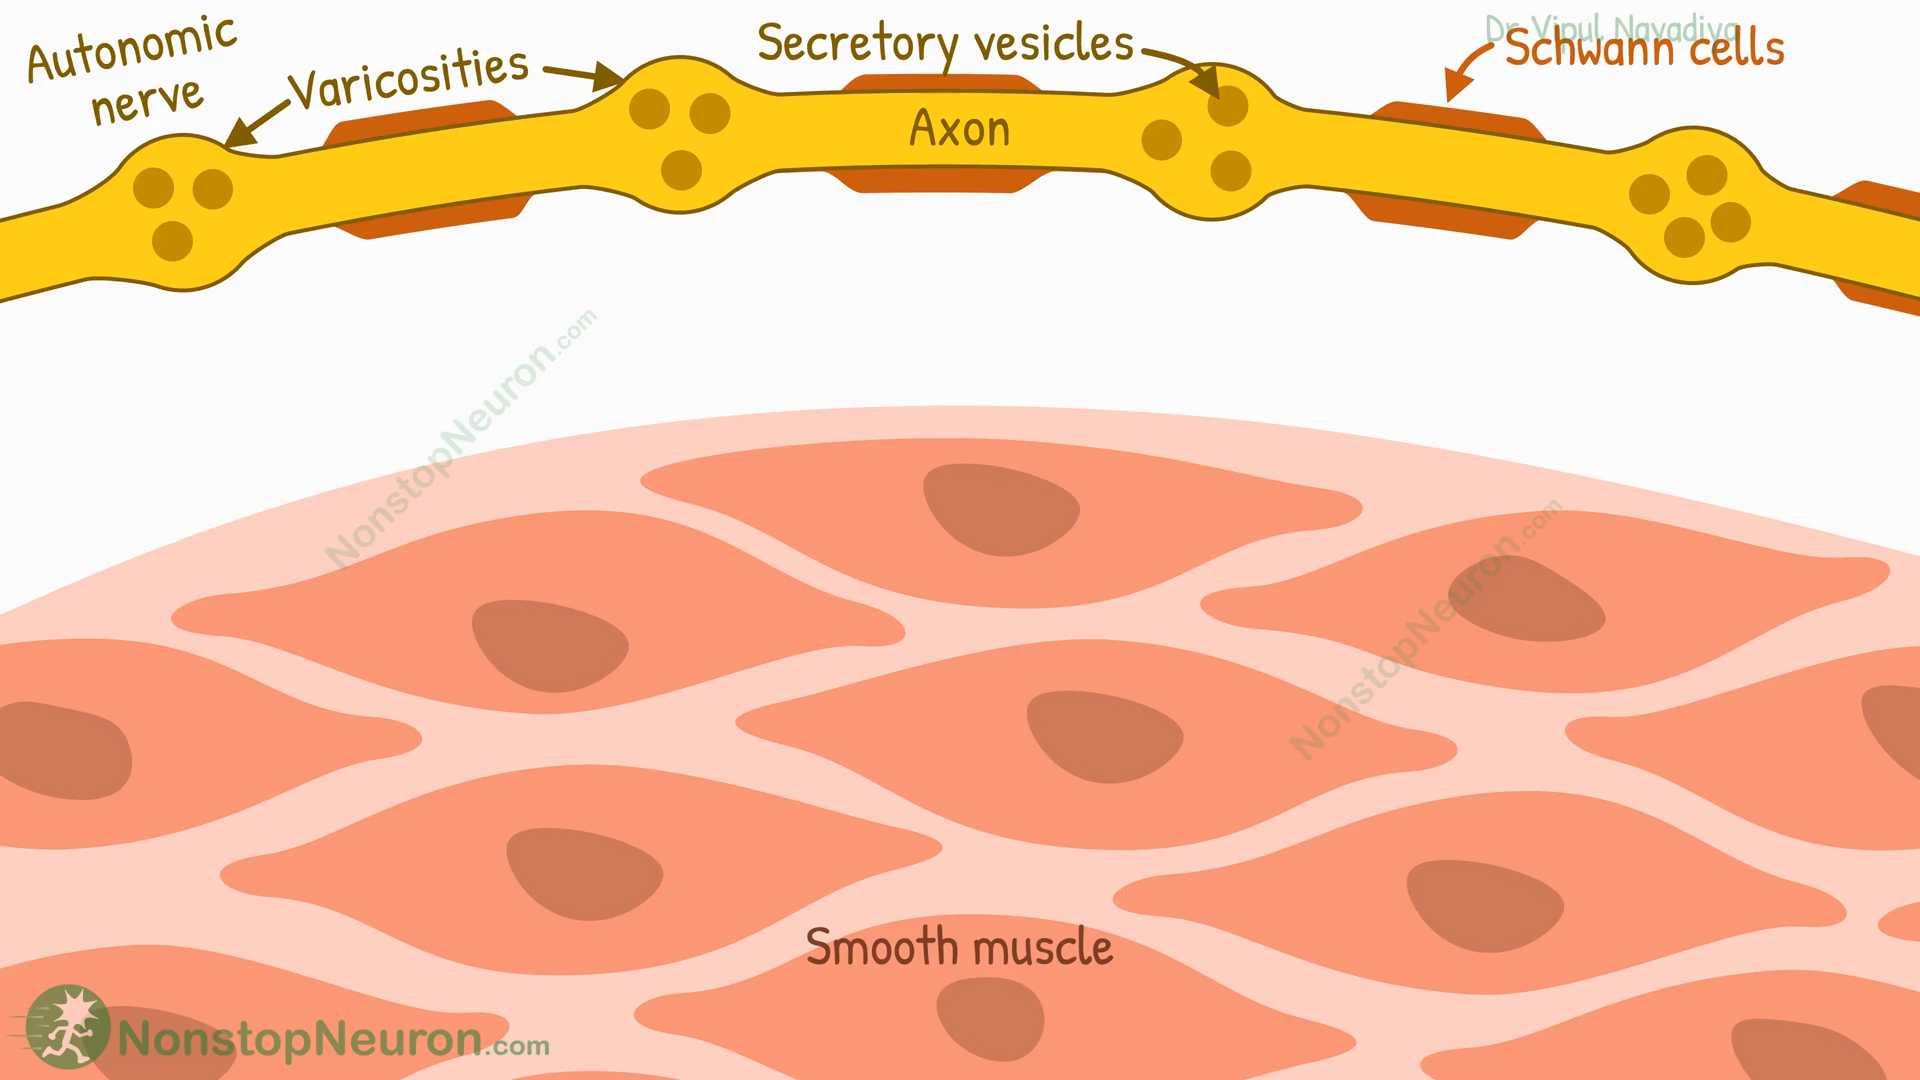 Autonomic
nerve
Varicosities
Secretory vesicles
Dr Vipul Navadiya
Schwann cells
Axon
NonstopNeuron.com
NonstopNeuron.com
Smooth muscle
NonstopNeuron.com